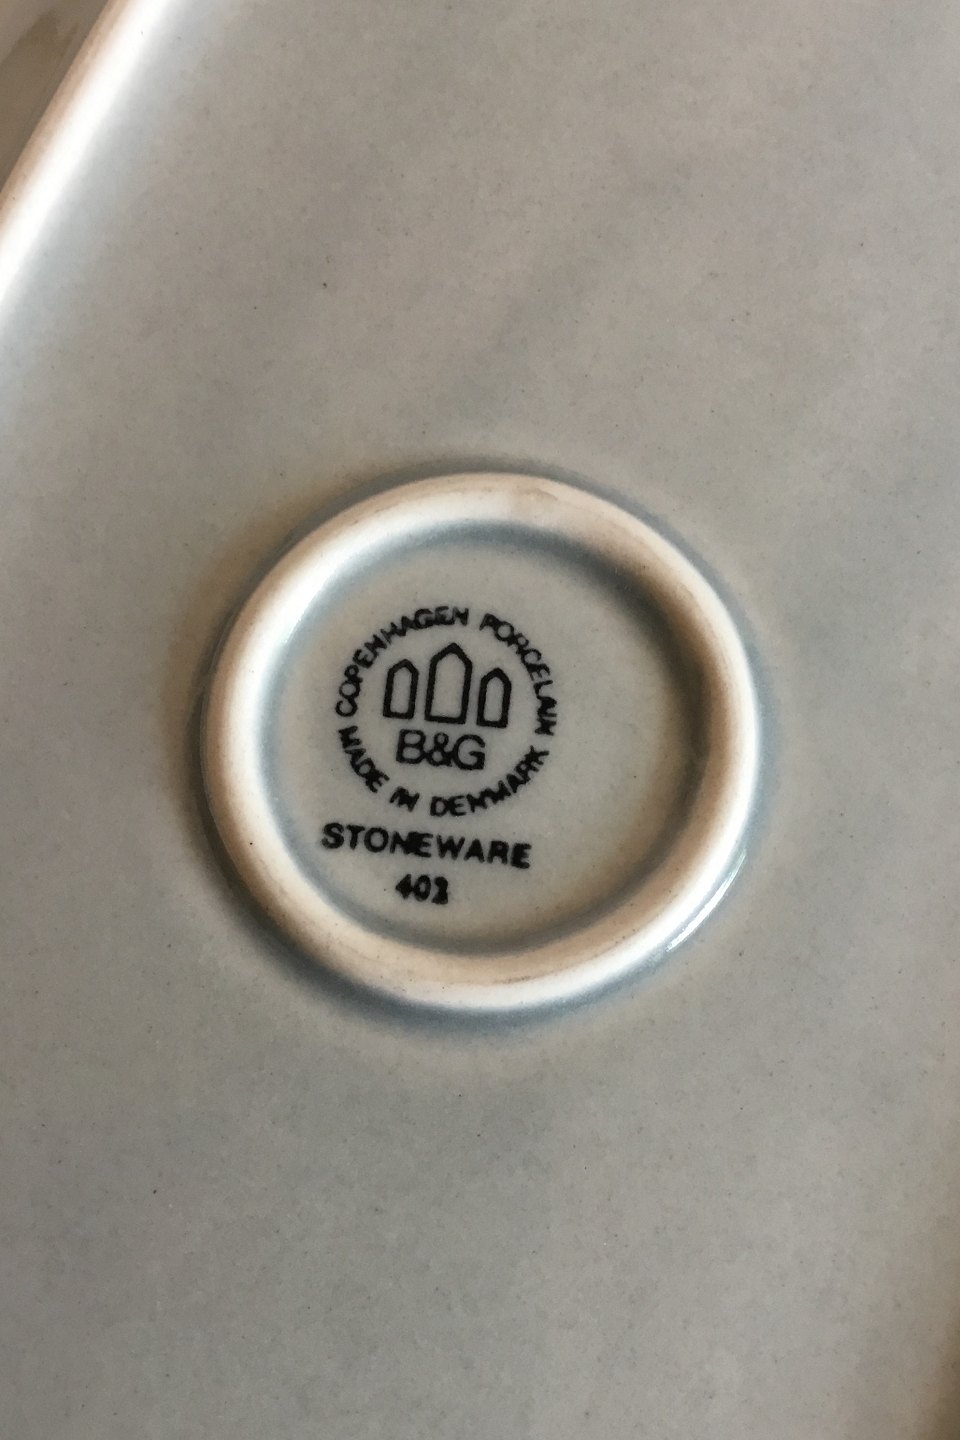 COPENHAGEN PORCELAIN
B&G
MADE IN DENMARK
STONEWARE